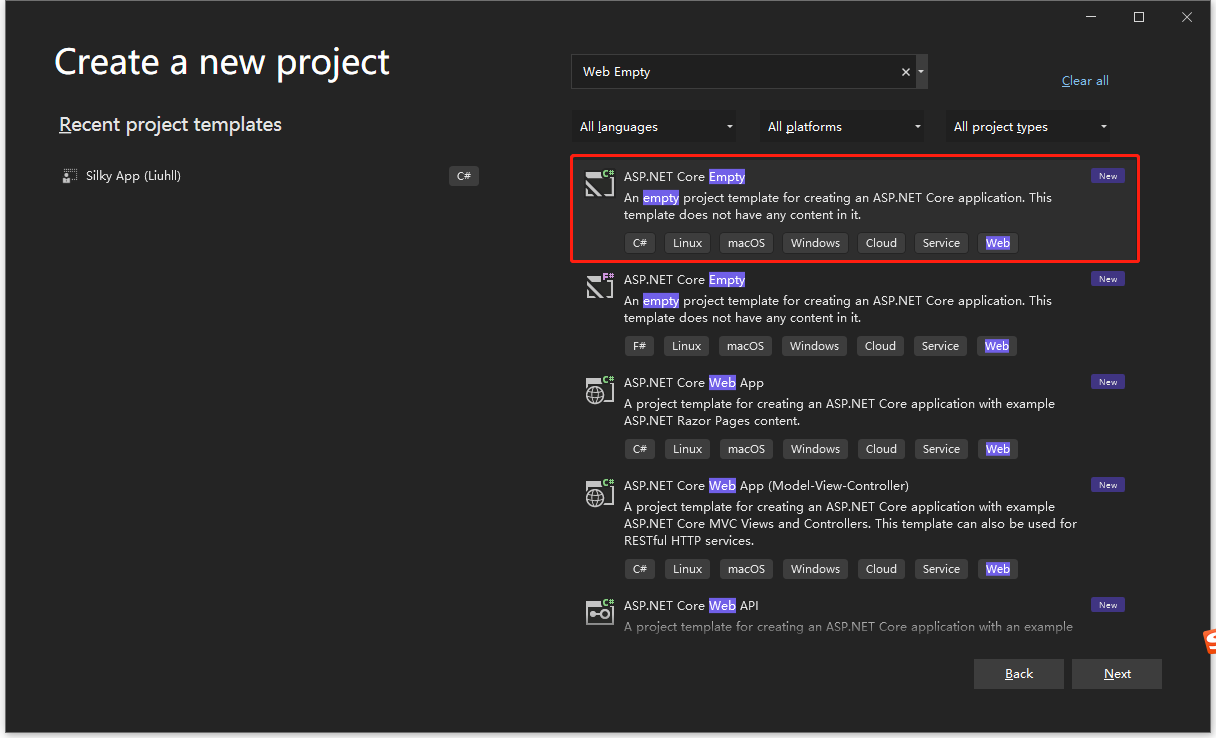 Create a new project
Web Empty
Clear all
Recent project templates
All languages
All platforms
All project types
Silky App (Liuhll)
C#
C#
ASP.NET Core Empty
New
An empty project template for creating an ASP.NET Core application. This
template does not have any content in it.
C# Linux macOS Windows Cloud Service Web
F#
ASP.NET Core Empty
New
An empty project template for creating an ASP.NET Core application. This
template does not have any content in it.
F# Linux macOS Windows Cloud Service Web
C#
ASP.NET Core Web App
New
A project template for creating an ASP.NET Core application with example
ASP.NET Razor Pages content.
C# Linux macOS Windows Cloud Service Web
C#
ASP.NET Core Web App (Model-View-Controller)
New
A project template for creating an ASP.NET Core application with example
ASP.NET Core MVC Views and Controllers. This template can also be used for
RESTful HTTP services.
C# Linux macOS Windows Cloud Service Web
C#
ASP.NET Core Web API
New
A project template for creating an ASP.NET Core application with an example
Back
Next